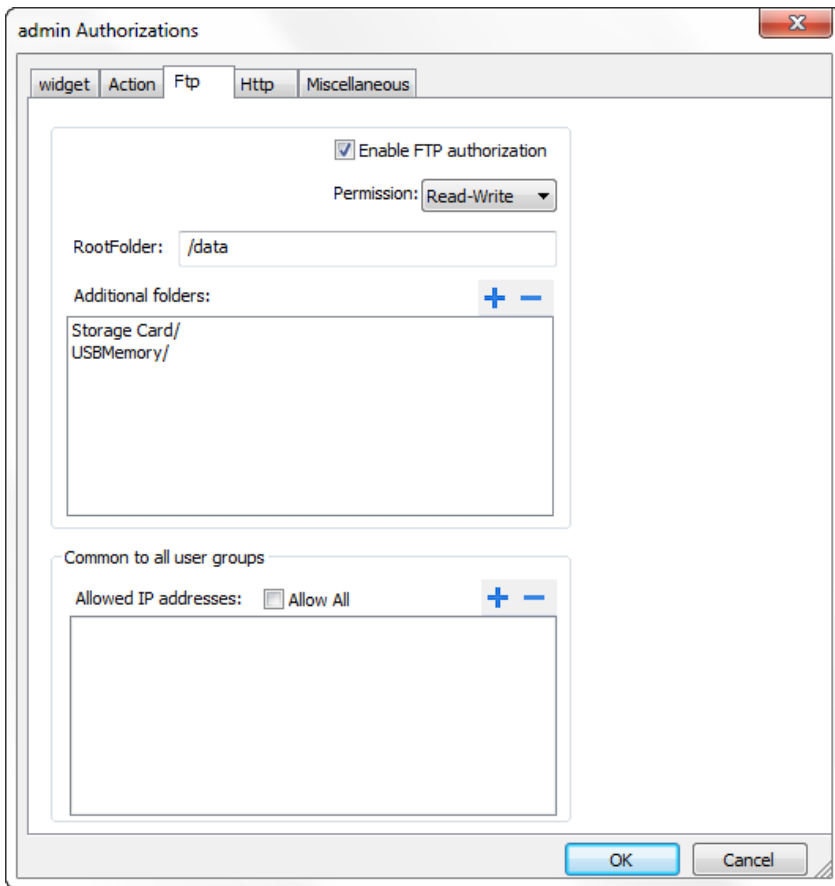 admin Authorizations
widget Action Ftp Http Miscellaneous
Enable FTP authorization
Permission: Read-Write
RootFolder: /data
Additional folders:
Storage Card/
USBMemory/
Common to all user groups
Allowed IP addresses: Allow All
OK Cancel